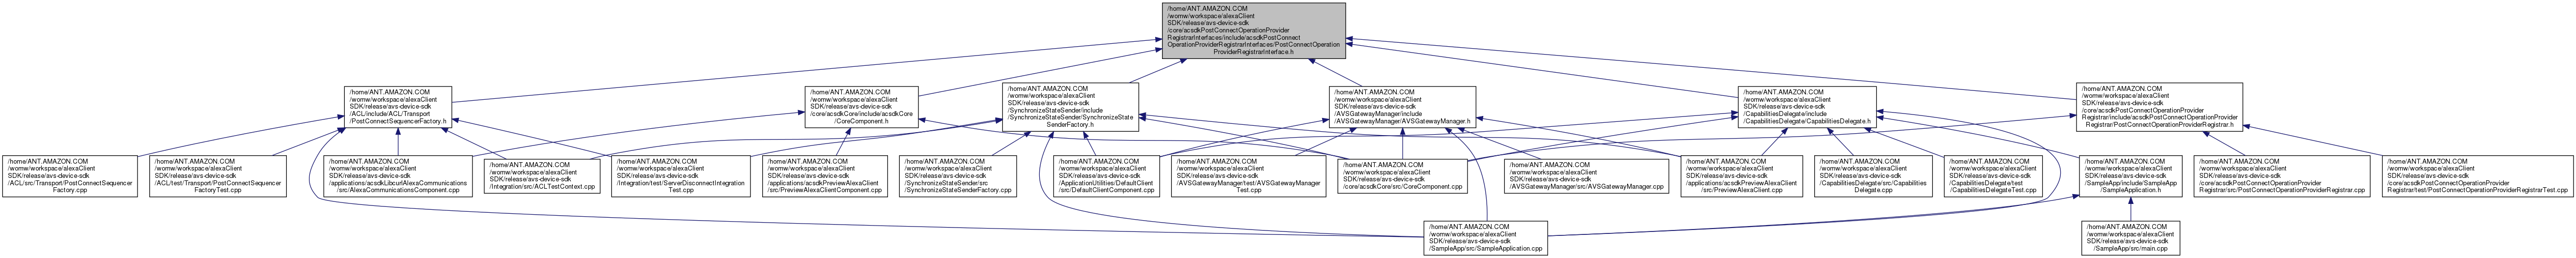 /home/ANT.AMAZON.COM
/womw/workspace/alexaClient
SDK/release/avs-device-sdk
/core/acsdkPostConnectOperationProvider
RegistrarInterfaces/include/acsdkPostConnect
OperationProviderRegistrarInterfaces/PostConnectOperation
ProviderRegistrarInterface.h
/home/ANT.AMAZON.COM
/womw/workspace/alexaClient
SDK/release/avs-device-sdk
/ACL/include/ACL/Transport
/PostConnectSequencerFactory.h
/home/ANT.AMAZON.COM
/womw/workspace/alexaClient
SDK/release/avs-device-sdk
/core/acsdkCore/include/acsdkCore
/CoreComponent.h
/home/ANT.AMAZON.COM
/womw/workspace/alexaClient
SDK/release/avs-device-sdk
/SynchronizeStateSender/include
/SynchronizeStateSender/SynchronizeState
SenderFactory.h
/home/ANT.AMAZON.COM
/womw/workspace/alexaClient
SDK/release/avs-device-sdk
/AVSGatewayManager/include
/AVSGatewayManager/AVSGatewayManager.h
/home/ANT.AMAZON.COM
/womw/workspace/alexaClient
SDK/release/avs-device-sdk
/CapabilitiesDelegate/include
/CapabilitiesDelegate/CapabilitiesDelegate.h
/home/ANT.AMAZON.COM
/womw/workspace/alexaClient
SDK/release/avs-device-sdk
/core/acsdkPostConnectOperationProvider
Registrar/include/acsdkPostConnectOperationProvider
Registrar/PostConnectOperationProviderRegistrar.h
/home/ANT.AMAZON.COM
/womw/workspace/alexaClient
SDK/release/avs-device-sdk
/ACL/src/Transport/PostConnectSequencer
Factory.cpp
/home/ANT.AMAZON.COM
/womw/workspace/alexaClient
SDK/release/avs-device-sdk
/ACL/test/Transport/PostConnectSequencer
FactoryTest.cpp
/home/ANT.AMAZON.COM
/womw/workspace/alexaClient
SDK/release/avs-device-sdk
/applications/acsdkLibcurlAlexaCommunications
/src/AlexaCommunicationsComponent.cpp
/home/ANT.AMAZON.COM
/womw/workspace/alexaClient
SDK/release/avs-device-sdk
/Integration/src/ACLTestContext.cpp
/home/ANT.AMAZON.COM
/womw/workspace/alexaClient
SDK/release/avs-device-sdk
/Integration/test/ServerDisconnectIntegration
Test.cpp
/home/ANT.AMAZON.COM
/womw/workspace/alexaClient
SDK/release/avs-device-sdk
/applications/acsdkPreviewAlexaClient
/src/PreviewAlexaClientComponent.cpp
/home/ANT.AMAZON.COM
/womw/workspace/alexaClient
SDK/release/avs-device-sdk
/SynchronizeStateSender/src
/SynchronizeStateSenderFactory.cpp
/home/ANT.AMAZON.COM
/womw/workspace/alexaClient
SDK/release/avs-device-sdk
/ApplicationUtilities/DefaultClient
/src/DefaultClientComponent.cpp
/home/ANT.AMAZON.COM
/womw/workspace/alexaClient
SDK/release/avs-device-sdk
/AVSGatewayManager/test/AVSGatewayManager
Test.cpp
/home/ANT.AMAZON.COM
/womw/workspace/alexaClient
SDK/release/avs-device-sdk
/core/acsdkCore/src/CoreComponent.cpp
/home/ANT.AMAZON.COM
/womw/workspace/alexaClient
SDK/release/avs-device-sdk
/AVSGatewayManager/src/AVSGatewayManager.cpp
/home/ANT.AMAZON.COM
/womw/workspace/alexaClient
SDK/release/avs-device-sdk
/applications/acsdkPreviewAlexaClient
/src/PreviewAlexaClient.cpp
/home/ANT.AMAZON.COM
/womw/workspace/alexaClient
SDK/release/avs-device-sdk
/CapabilitiesDelegate/src/Capabilities
Delegate.cpp
/home/ANT.AMAZON.COM
/womw/workspace/alexaClient
SDK/release/avs-device-sdk
/CapabilitiesDelegate/test
/CapabilitiesDelegateTest.cpp
/home/ANT.AMAZON.COM
/womw/workspace/alexaClient
SDK/release/avs-device-sdk
/SampleApp/include/SampleApp
/SampleApplication.h
/home/ANT.AMAZON.COM
/womw/workspace/alexaClient
SDK/release/avs-device-sdk
/core/acsdkPostConnectOperationProvider
Registrar/src/PostConnectOperationProviderRegistrar.cpp
/home/ANT.AMAZON.COM
/womw/workspace/alexaClient
SDK/release/avs-device-sdk
/core/acsdkPostConnectOperationProvider
Registrar/test/PostConnectOperationProviderRegistrarTest.cpp
/home/ANT.AMAZON.COM
/womw/workspace/alexaClient
SDK/release/avs-device-sdk
/SampleApp/src/SampleApplication.cpp
/home/ANT.AMAZON.COM
/womw/workspace/alexaClient
SDK/release/avs-device-sdk
/SampleApp/src/main.cpp